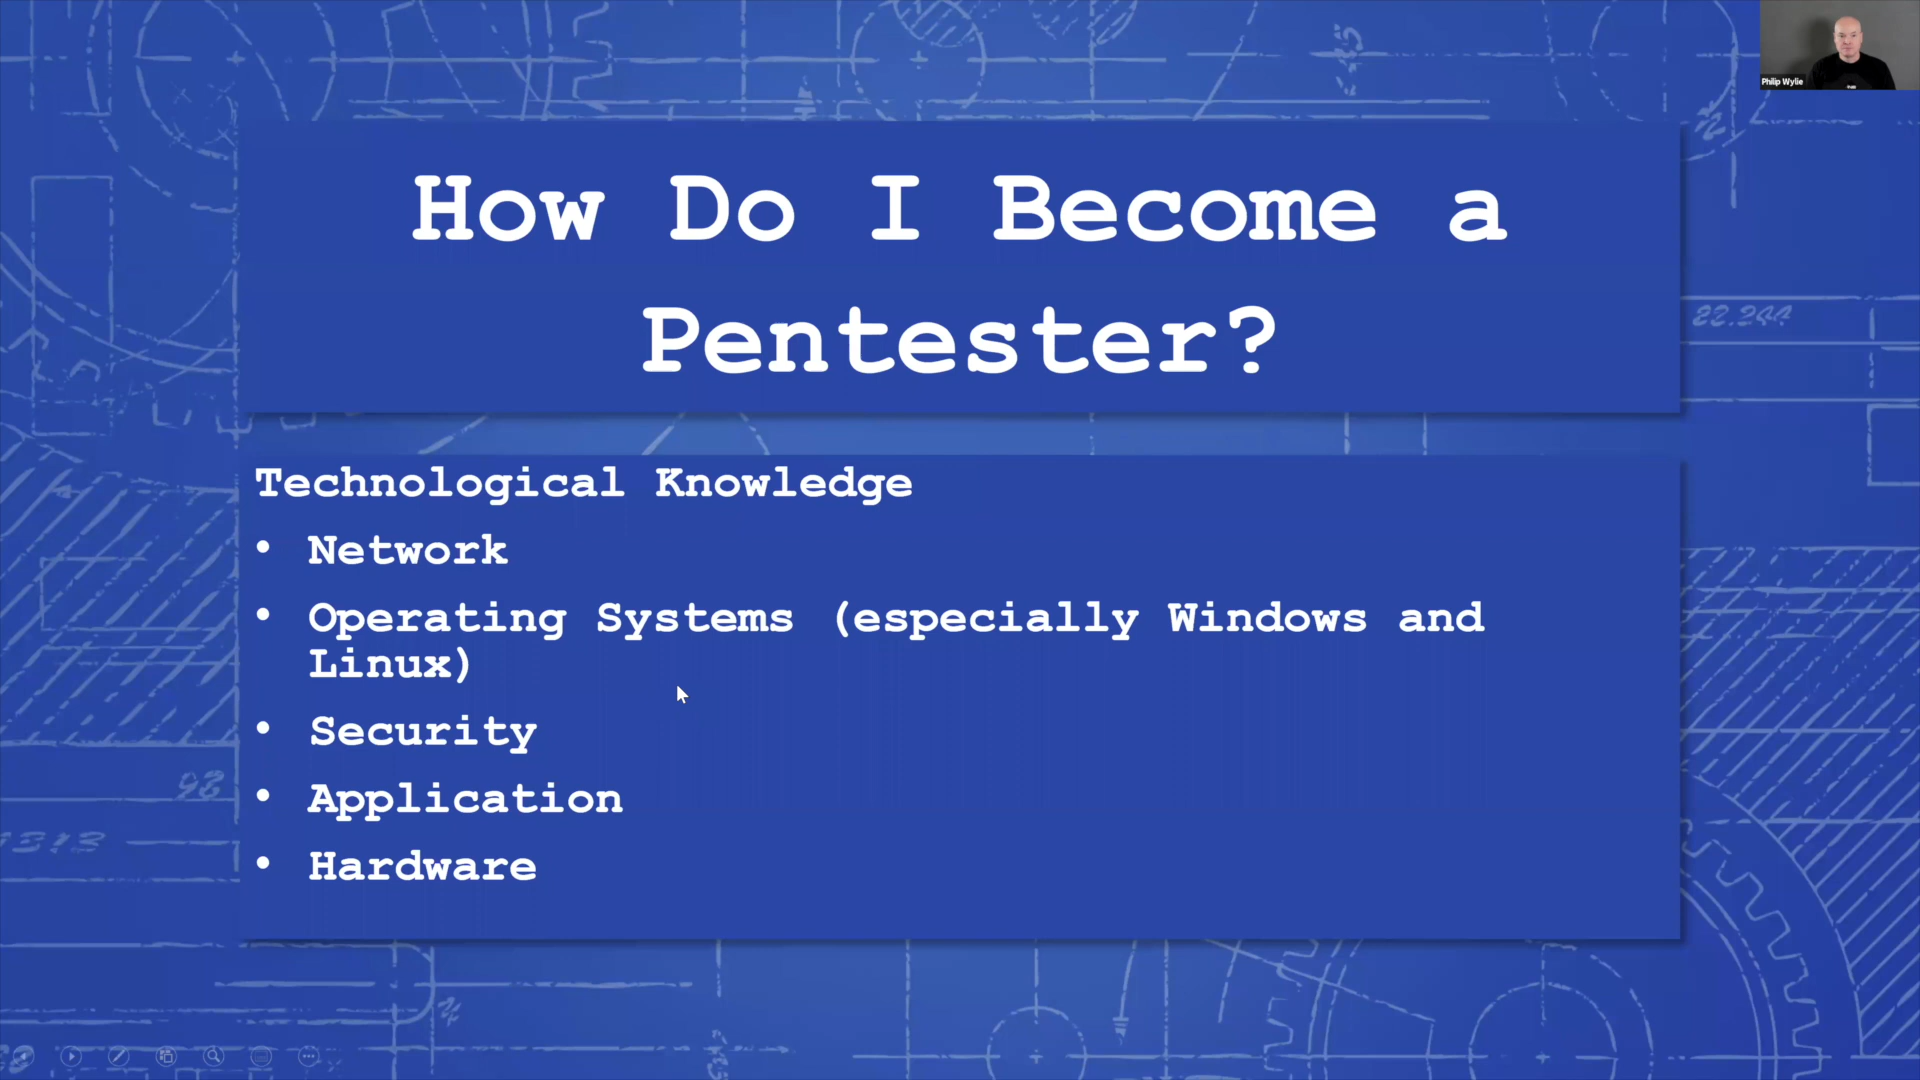 Philip Wylie
How Do I Become a
Pentester?
22.244
Technological Knowledge
• Network
• Operating Systems (especially Windows and
Linux)
• Security
• Application
• Hardware